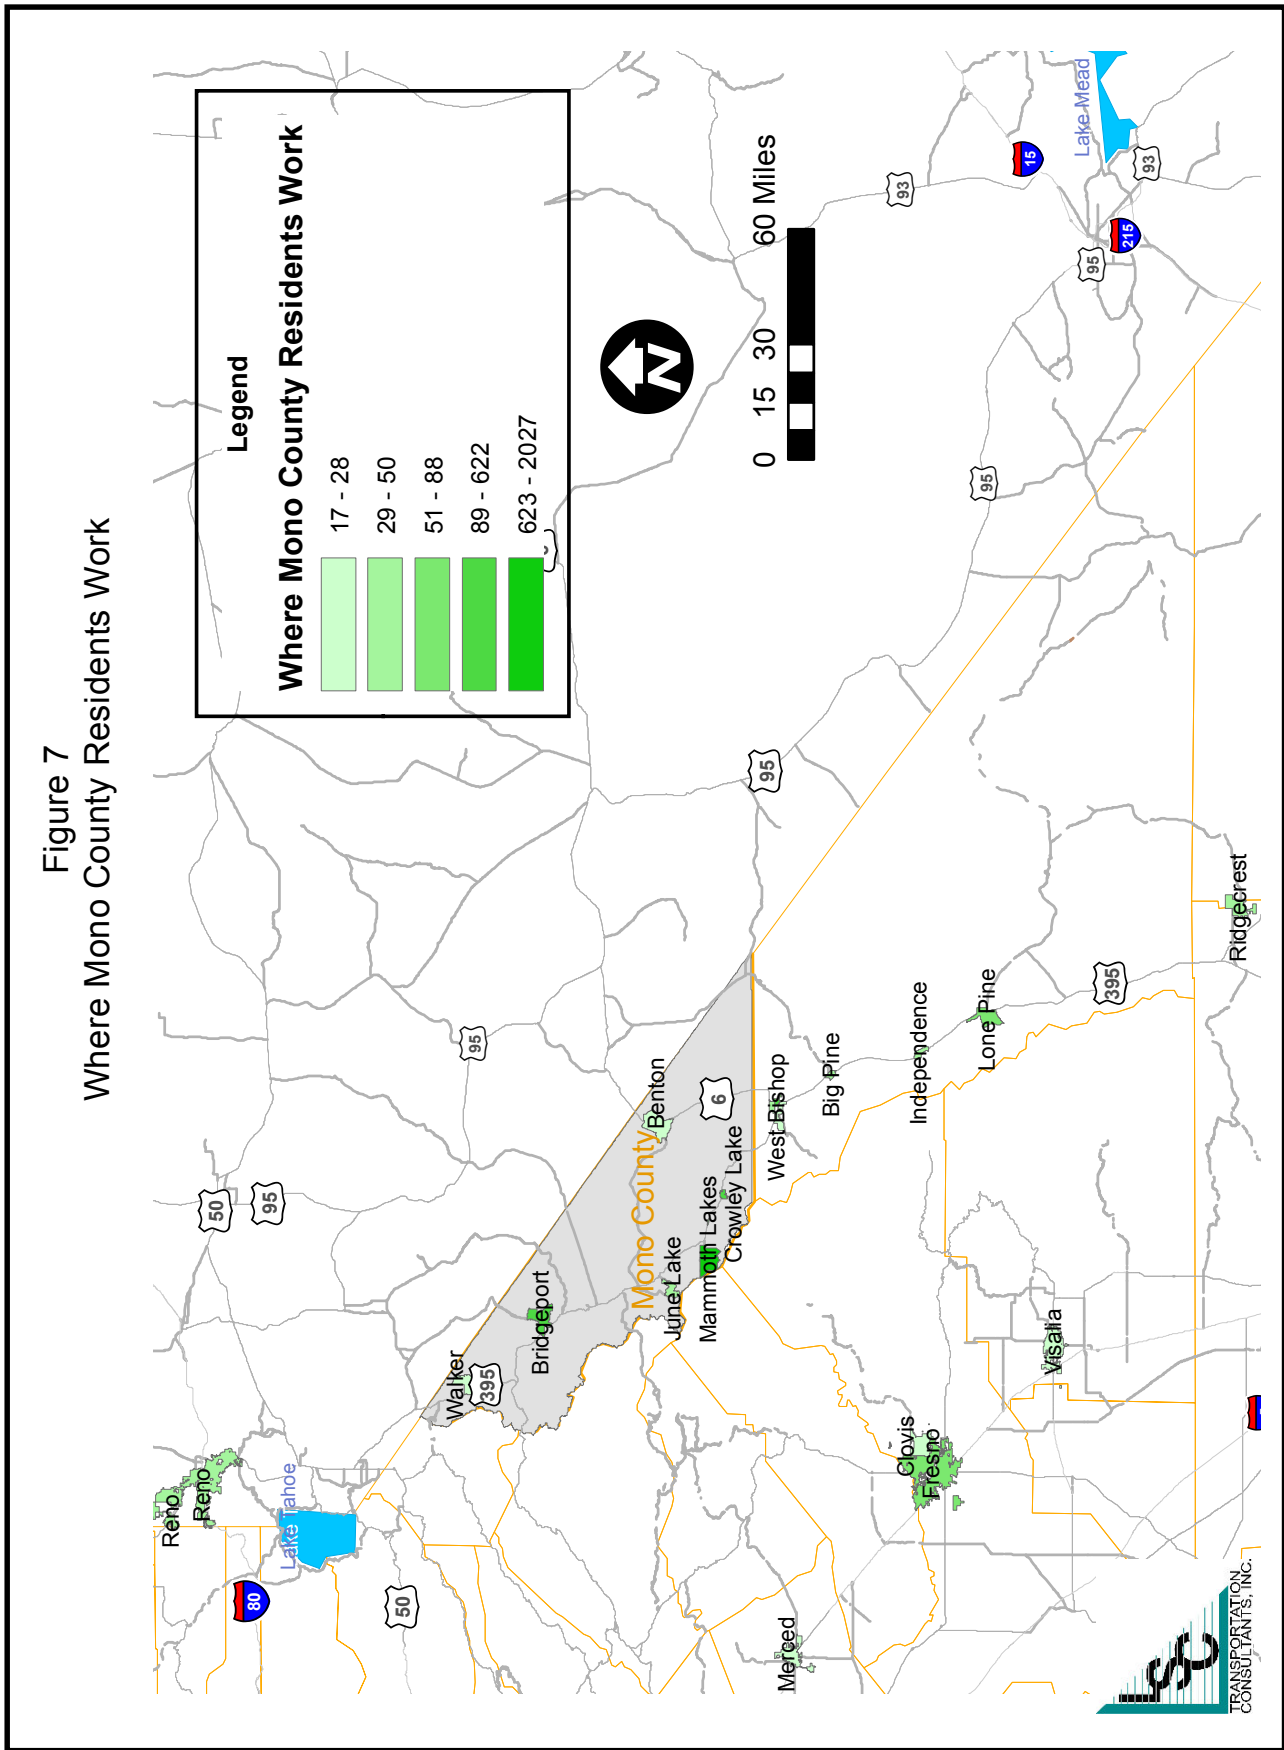 Figure 7
Where Mono County Residents Work
Legend
Where Mono County Residents Work
17 - 28
29 - 50
51 - 88
89 - 622
623 - 2027
N
0 15 30 60 Miles
Reno
Reno
Lake Tahoe
80
50
50
95
95
Walker
395
Bridgeport
Mono County
Benton
June Lake
Mammoth Lakes
Crowley Lake
6
West Bishop
Big Pine
Independence
Lone Pine
395
Ridgecrest
95
95
95
93
15
215
93
Lake Mead
Merced
Clovis
Fresno
Visalia
LSC
TRANSPORTATION
CONSULTANTS, INC.